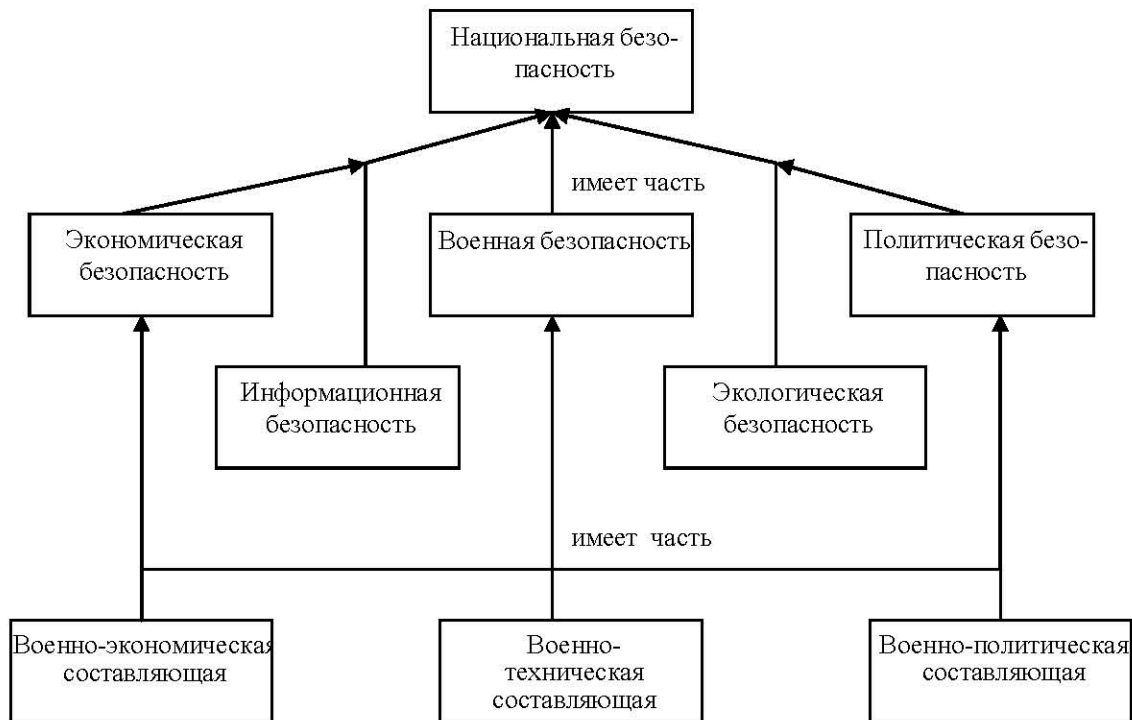 Национальная безо-
пасность
имеет часть
Экономическая
безопасность
Военная безопасность
Политическая безо-
пасность
Информационная
безопасность
Экологическая
безопасность
имеет часть
Военно-экономическая
составляющая
Военно-
техническая
составляющая
Военно-политическая
составляющая